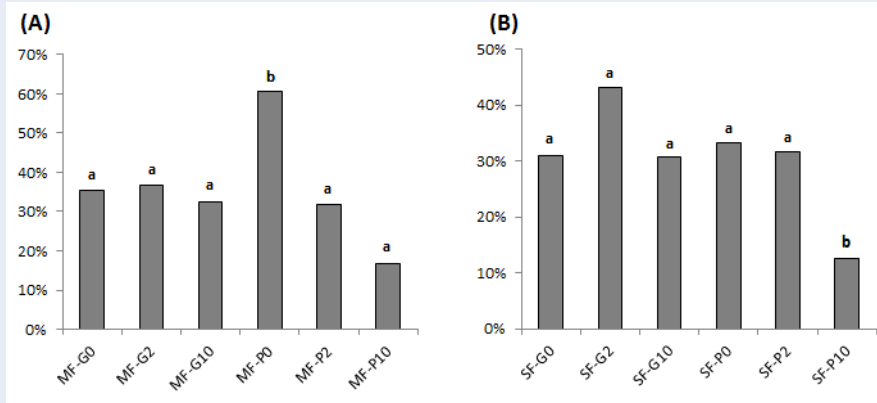 (A)
70%
60%
50%
40%
30%
20%
10%
0%
a
a
a
b
a
a
MF-G0
MF-G2
MF-G10
MF-P0
MF-P2
MF-P10
(B)
50%
40%
30%
20%
10%
0%
a
a
a
a
a
b
SF-G0
SF-G2
SF-G10
SF-P0
SF-P2
SF-P10